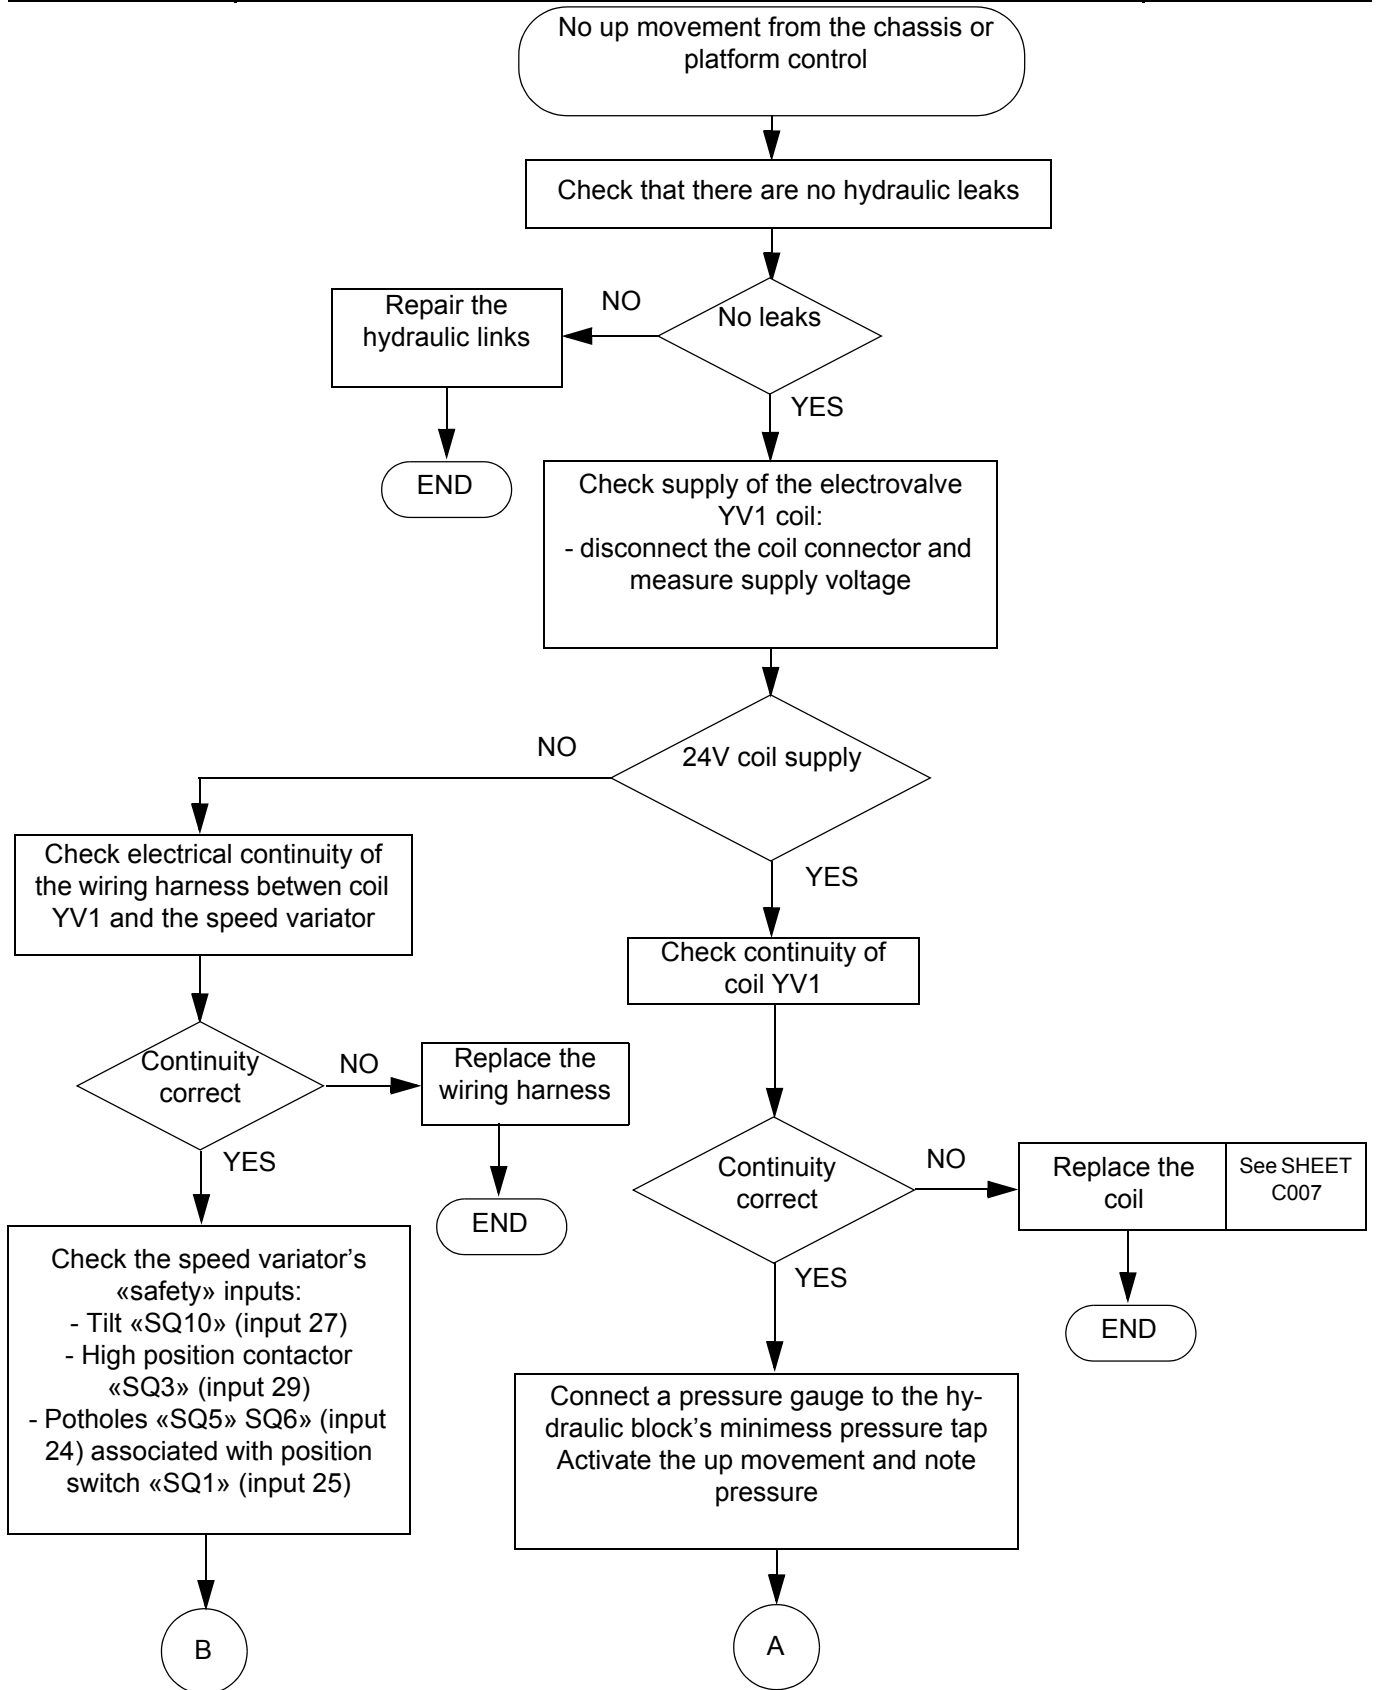 No up movement from the chassis or
platform control
Check that there are no hydraulic leaks
No leaks
NO
Repair the
hydraulic links
END
YES
Check supply of the electrovalve
YV1 coil:
- disconnect the coil connector and
measure supply voltage
24V coil supply
NO
Check electrical continuity of
the wiring harness betwen coil
YV1 and the speed variator
Continuity
correct
NO
Replace the
wiring harness
END
YES
Check the speed variator’s
«safety» inputs:
- Tilt «SQ10» (input 27)
- High position contactor
«SQ3» (input 29)
- Potholes «SQ5» SQ6» (input
24) associated with position
switch «SQ1» (input 25)
B
YES
Check continuity of
coil YV1
Continuity
correct
NO
Replace the
coil
See SHEET
C007
END
YES
Connect a pressure gauge to the hy-
draulic block’s minimess pressure tap
Activate the up movement and note
pressure
A